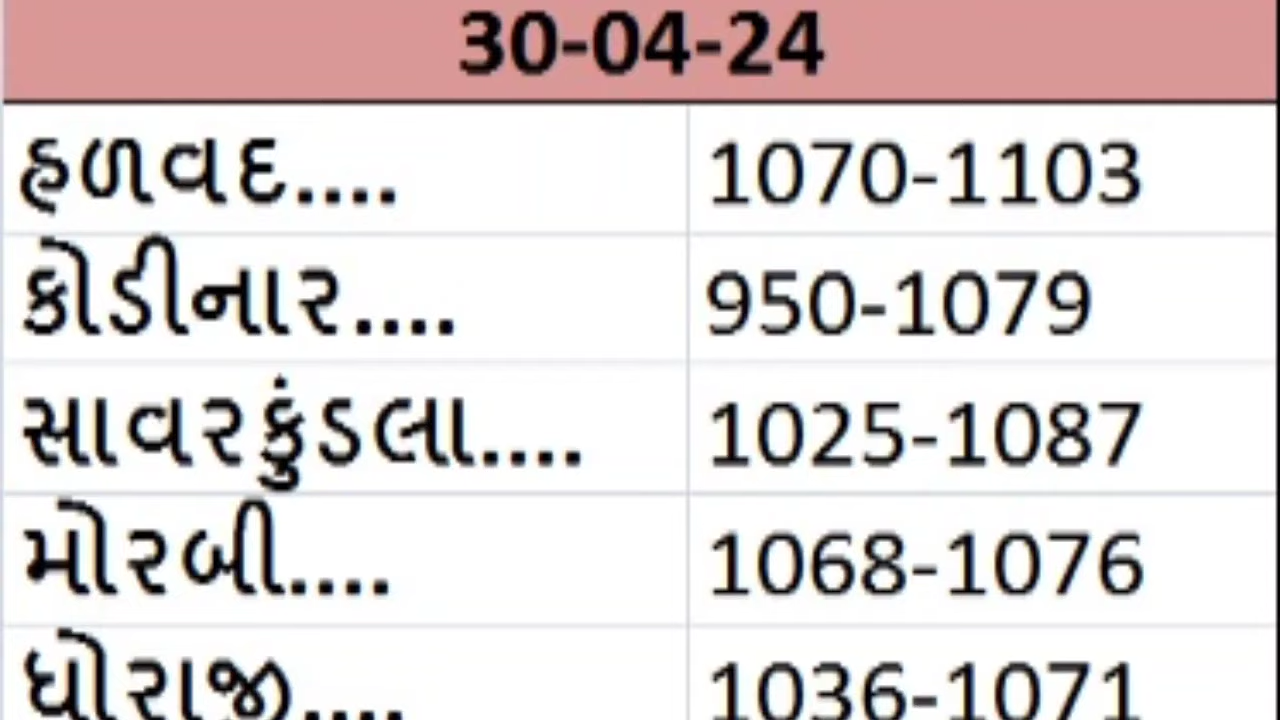 30-04-24
હળવદ.... 1070-1103
કોડીનાર.... 950-1079
સાવરકુંડલા.... 1025-1087
મોરબી.... 1068-1076
ધોરાજી.... 1036-1071